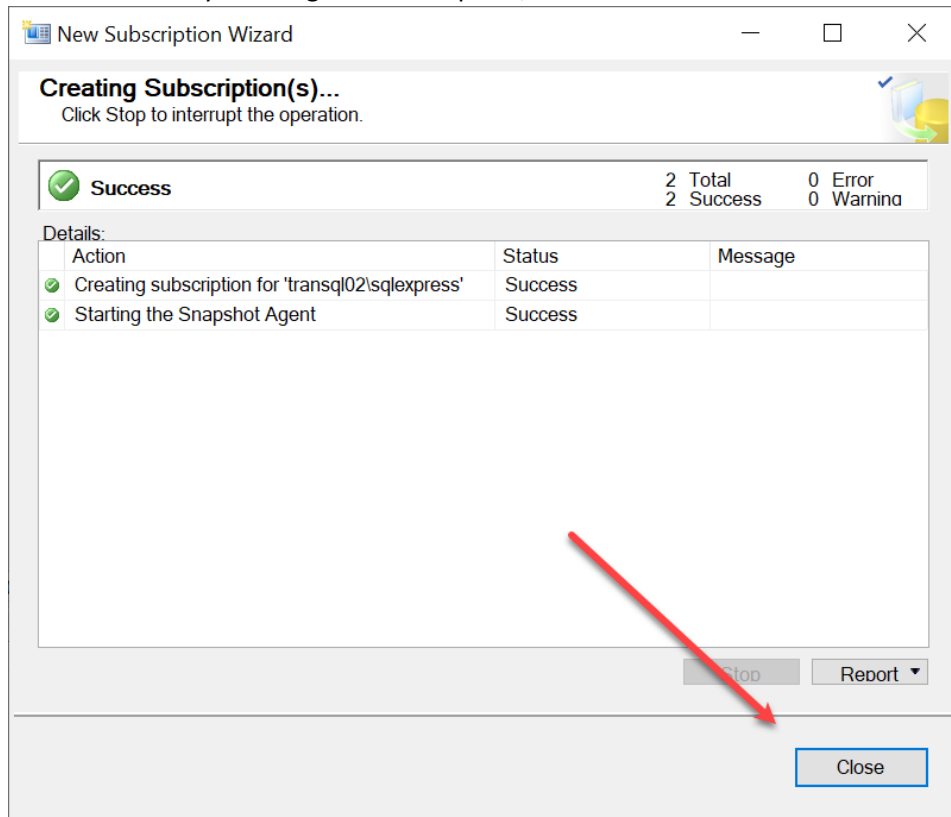 New Subscription Wizard
Creating Subscription(s)...
Click Stop to interrupt the operation.
Success
2 Total 0 Error
2 Success 0 Warning
Details:
Action Status Message
Creating subscription for 'transql02\sqlexpress' Success
Starting the Snapshot Agent Success
Stop Report
Close